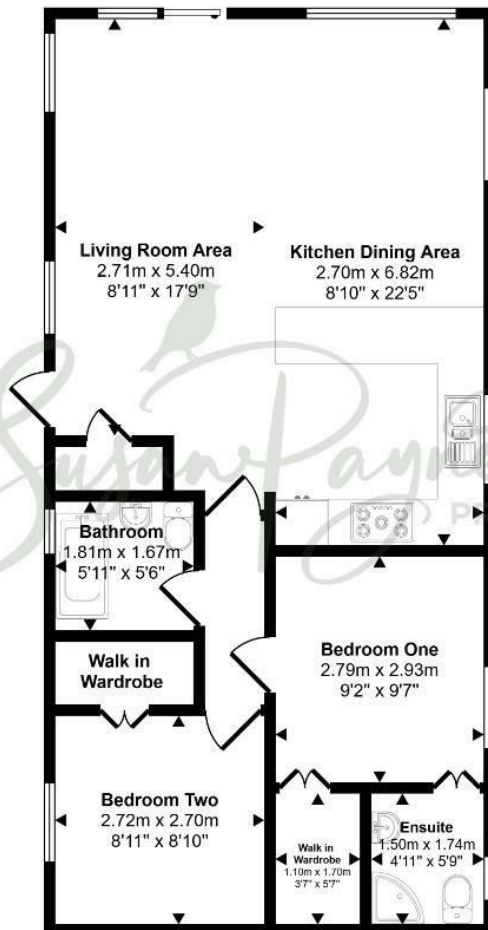 Living Room Area
2.71m x 5.40m
8'11" x 17'9"
Kitchen Dining Area
2.70m x 6.82m
8'10" x 22'5"
Susan Payne
P
Bathroom
1.81m x 1.67m
5'11" x 5'6"
Walk in
Wardrobe
Bedroom One
2.79m x 2.93m
9'2" x 9'7"
Bedroom Two
2.72m x 2.70m
8'11" x 8'10"
Walk in
Wardrobe
1.10m x 1.70m
3'7" x 5'7"
Ensuite
1.50m x 1.74m
4'11" x 5'9"